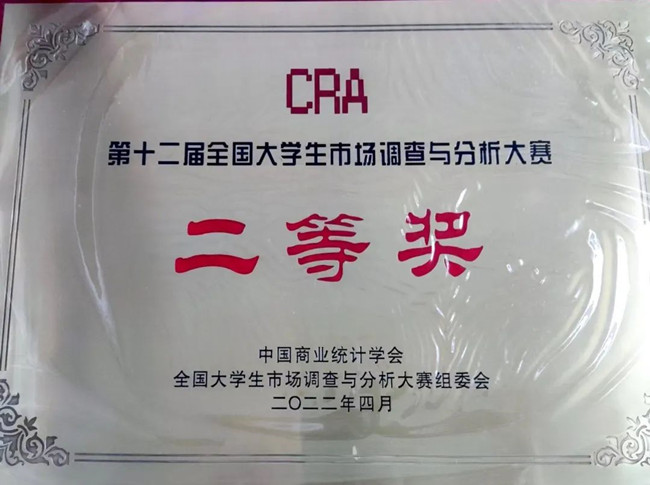 CRA
第十二届全国大学生市场调查与分析大赛
二等奖
中国商业统计学会
全国大学生市场调查与分析大赛组委会
二〇二二年四月